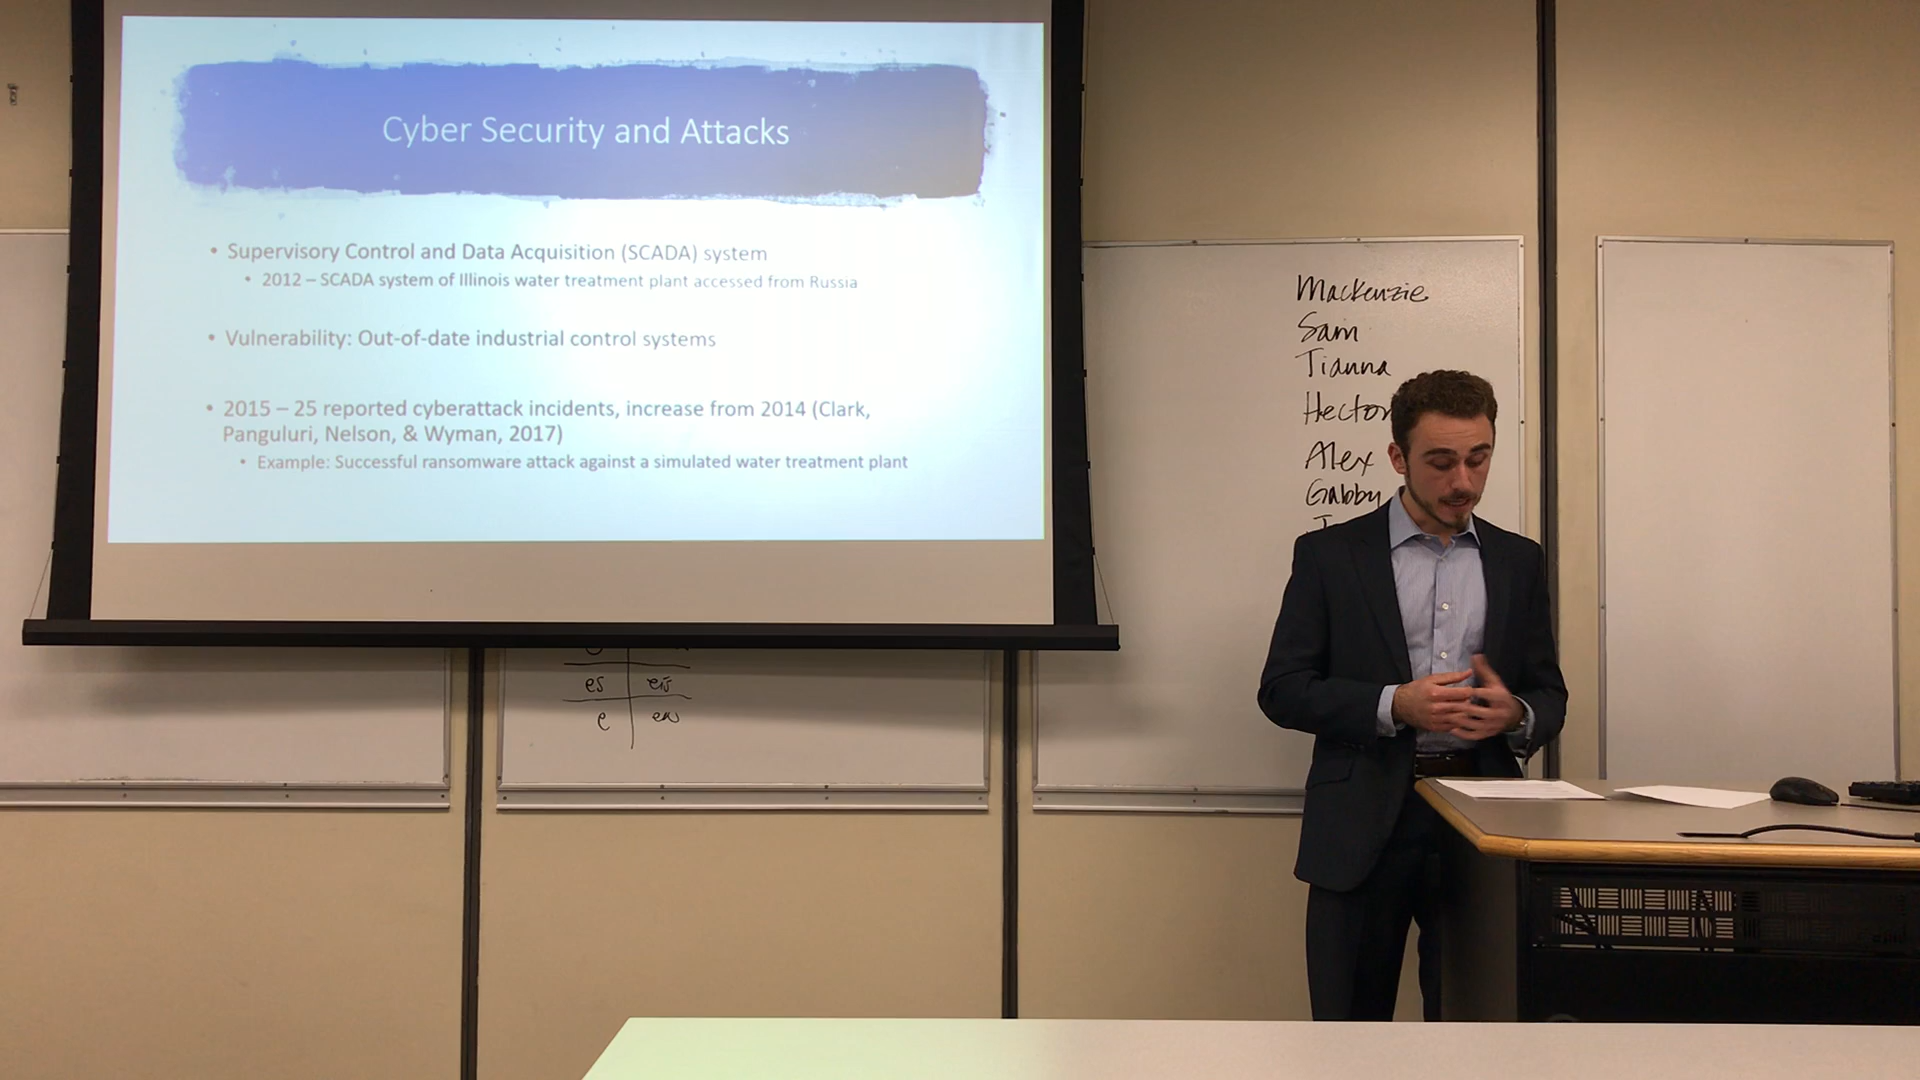 Cyber Security and Attacks
• Supervisory Control and Data Acquisition (SCADA) system
• 2012 – SCADA system of Illinois water treatment plant accessed from Russia
• Vulnerability: Out-of-date industrial control systems
• 2015 – 25 reported cyberattack incidents, increase from 2014 (Clark,
Panguluri, Nelson, & Wyman, 2017)
• Example: Successful ransomware attack against a simulated water treatment plant
Mackenzie
Sam
Tianna
Hector
Alex
Gabby
es
e